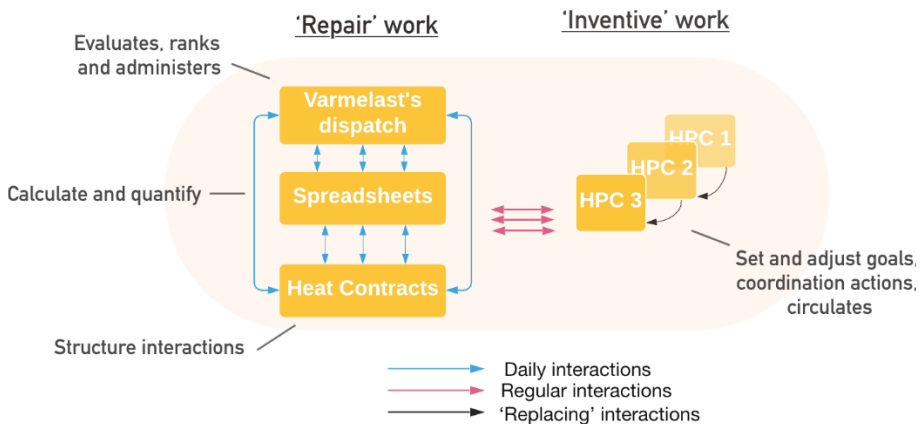 'Repair' work
'Inventive' work
Evaluates, ranks
and administers
Varmelast's
dispatch
HPC 1
HPC 2
HPC 3
Calculate and quantify
Spreadsheets
Heat Contracts
Set and adjust goals,
coordination actions,
circulates
Structure interactions
Daily interactions
Regular interactions
'Replacing' interactions